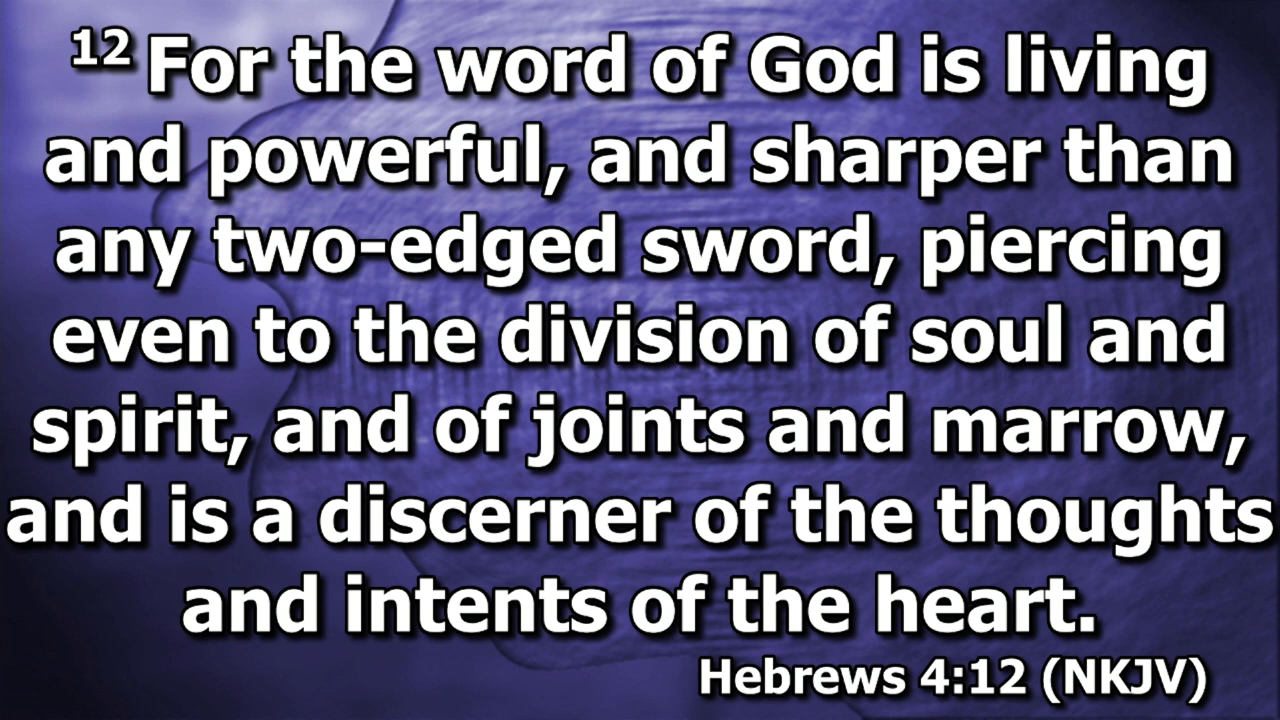 12 For the word of God is living
and powerful, and sharper than
any two-edged sword, piercing
even to the division of soul and
spirit, and of joints and marrow,
and is a discerner of the thoughts
and intents of the heart.
Hebrews 4:12 (NKJV)